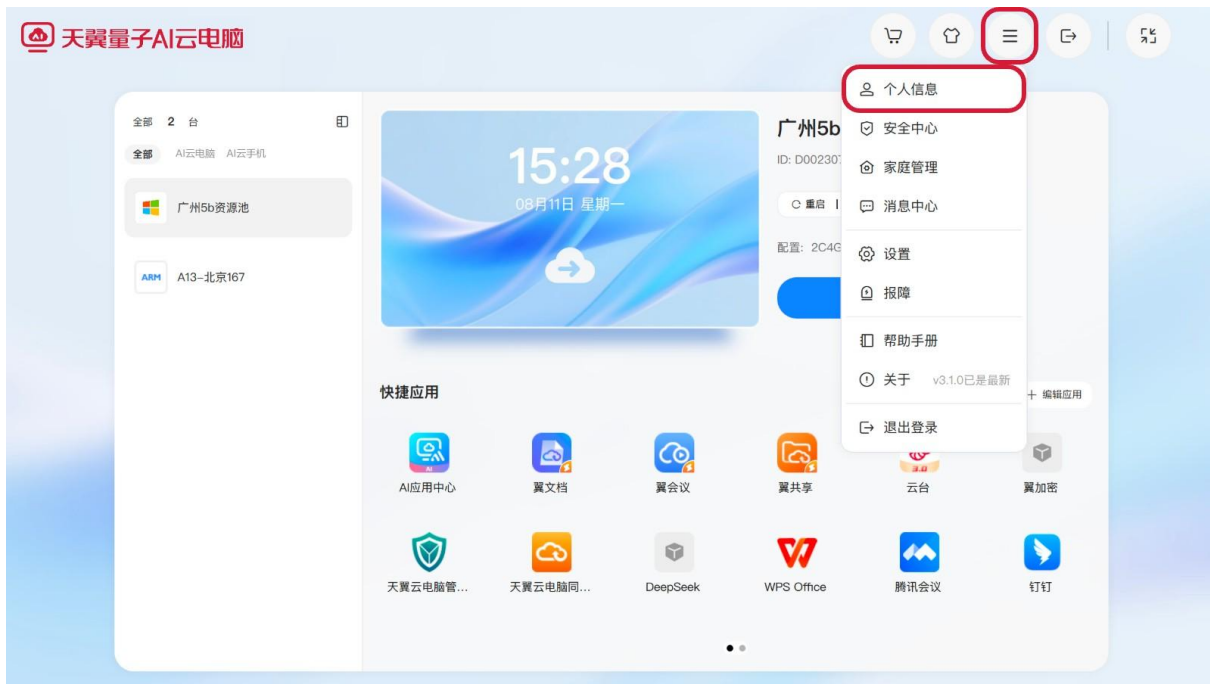 天翼量子AI云电脑
个人信息
安全中心
家庭管理
消息中心
设置
报障
帮助手册
关于 v3.1.0已是最新
退出登录
全部 2 台
全部 AI云电脑 AI云手机
广州5b资源池
ARM A13-北京167
15:28
08月11日 星期一
广州5b
ID: D002307
重启
配置: 2C4G
快捷应用
编辑应用
AI应用中心
翼文档
翼会议
翼共享
云台
翼加密
天翼云电脑管...
天翼云电脑同...
DeepSeek
WPS Office
腾讯会议
钉钉